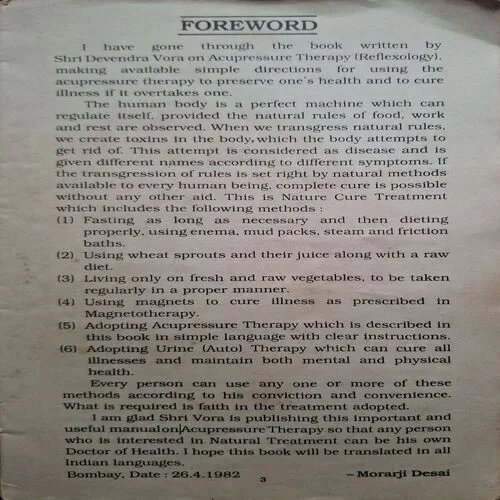 FOREWORD
I have gone through the book written by
Shri Devendra Vora on Acupressure Therapy (Reflexology),
making available simple directions for using the
acupressure therapy to preserve one's health and to cure
illness if it overtakes one.
The human body is a perfect machine which can
regulate itself, provided the natural rules of food, work
and rest are observed. When we transgress natural rules,
we create toxins in the body, which the body attempts to
get rid of. This attempt is considered as disease and is
given different names according to different symptoms. If
the transgression of rules is set right by natural methods
available to every human being, complete cure is possible
without any other aid. This is Nature Cure Treatment
which includes the following methods :
(1) Fasting as long as necessary and then dieting
properly, using enema, mud packs, steam and friction
baths.
(2) Using wheat sprouts and their juice along with a raw
diet.
(3) Living only on fresh and raw vegetables, to be taken
regularly in a proper manner.
(4) Using magnets to cure illness as prescribed in
Magnetotherapy.
(5) Adopting Acupressure Therapy which is described in
this book in simple language with clear instructions.
(6) Adopting Urine (Auto) Therapy which can cure all
illnesses and maintain both mental and physical
health.
Every person can use any one or more of these
methods according to his conviction and convenience.
What is required is faith in the treatment adopted.
I am glad Shri Vora is publishing this important and
useful manual on Acupressure Therapy so that any person
who is interested in Natural Treatment can be his own
Doctor of Health. I hope this book will be translated in all
Indian languages.
Bombay, Date : 26.4.1982 – Morarji Desai
3